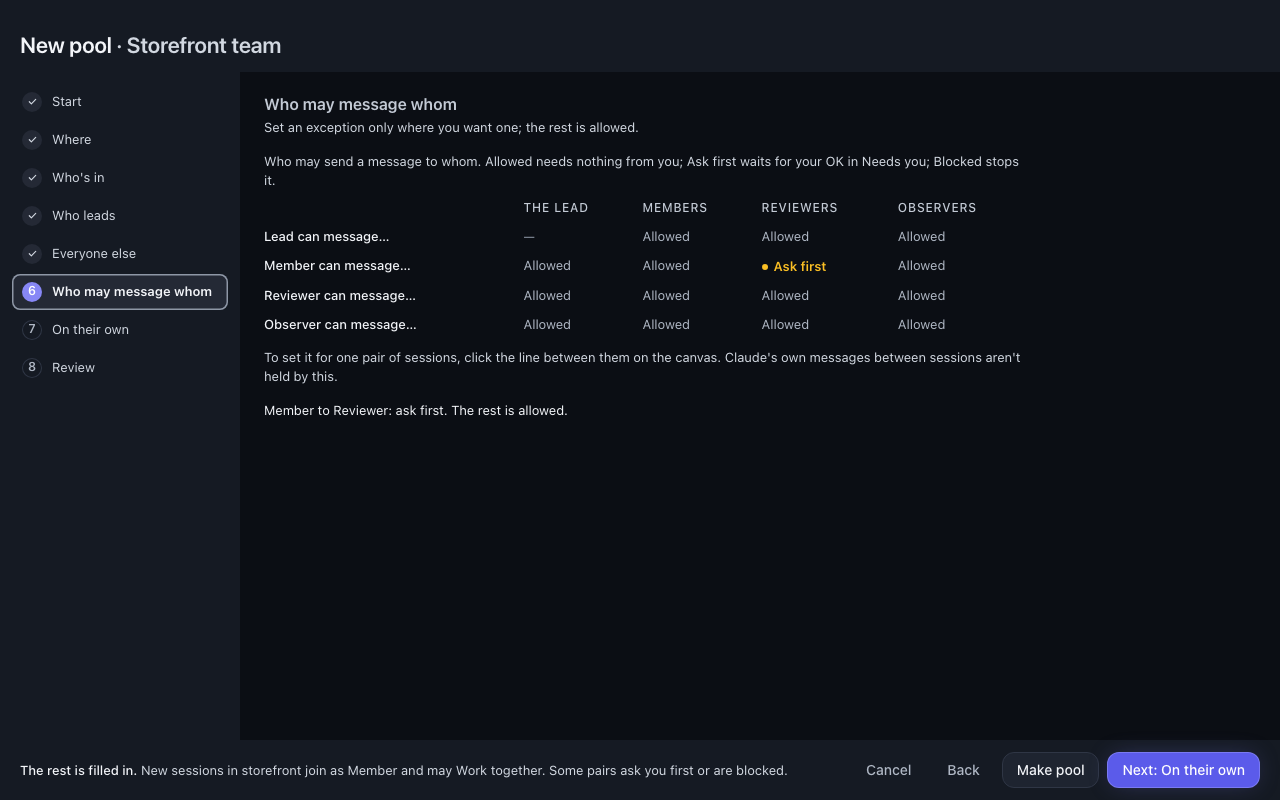 New pool · Storefront team
Start
Where
Who's in
Who leads
Everyone else
6 Who may message whom
7 On their own
8 Review
Who may message whom
Set an exception only where you want one; the rest is allowed.
Who may send a message to whom. Allowed needs nothing from you; Ask first waits for your OK in Needs you; Blocked stops
it.
THE LEAD MEMBERS REVIEWERS OBSERVERS
Lead can message... — Allowed Allowed Allowed
Member can message... Allowed Allowed Ask first Allowed
Reviewer can message... Allowed Allowed Allowed Allowed
Observer can message... Allowed Allowed Allowed Allowed
To set it for one pair of sessions, click the line between them on the canvas. Claude's own messages between sessions aren't
held by this.
Member to Reviewer: ask first. The rest is allowed.
The rest is filled in. New sessions in storefront join as Member and may Work together. Some pairs ask you first or are blocked.
Cancel Back Make pool Next: On their own